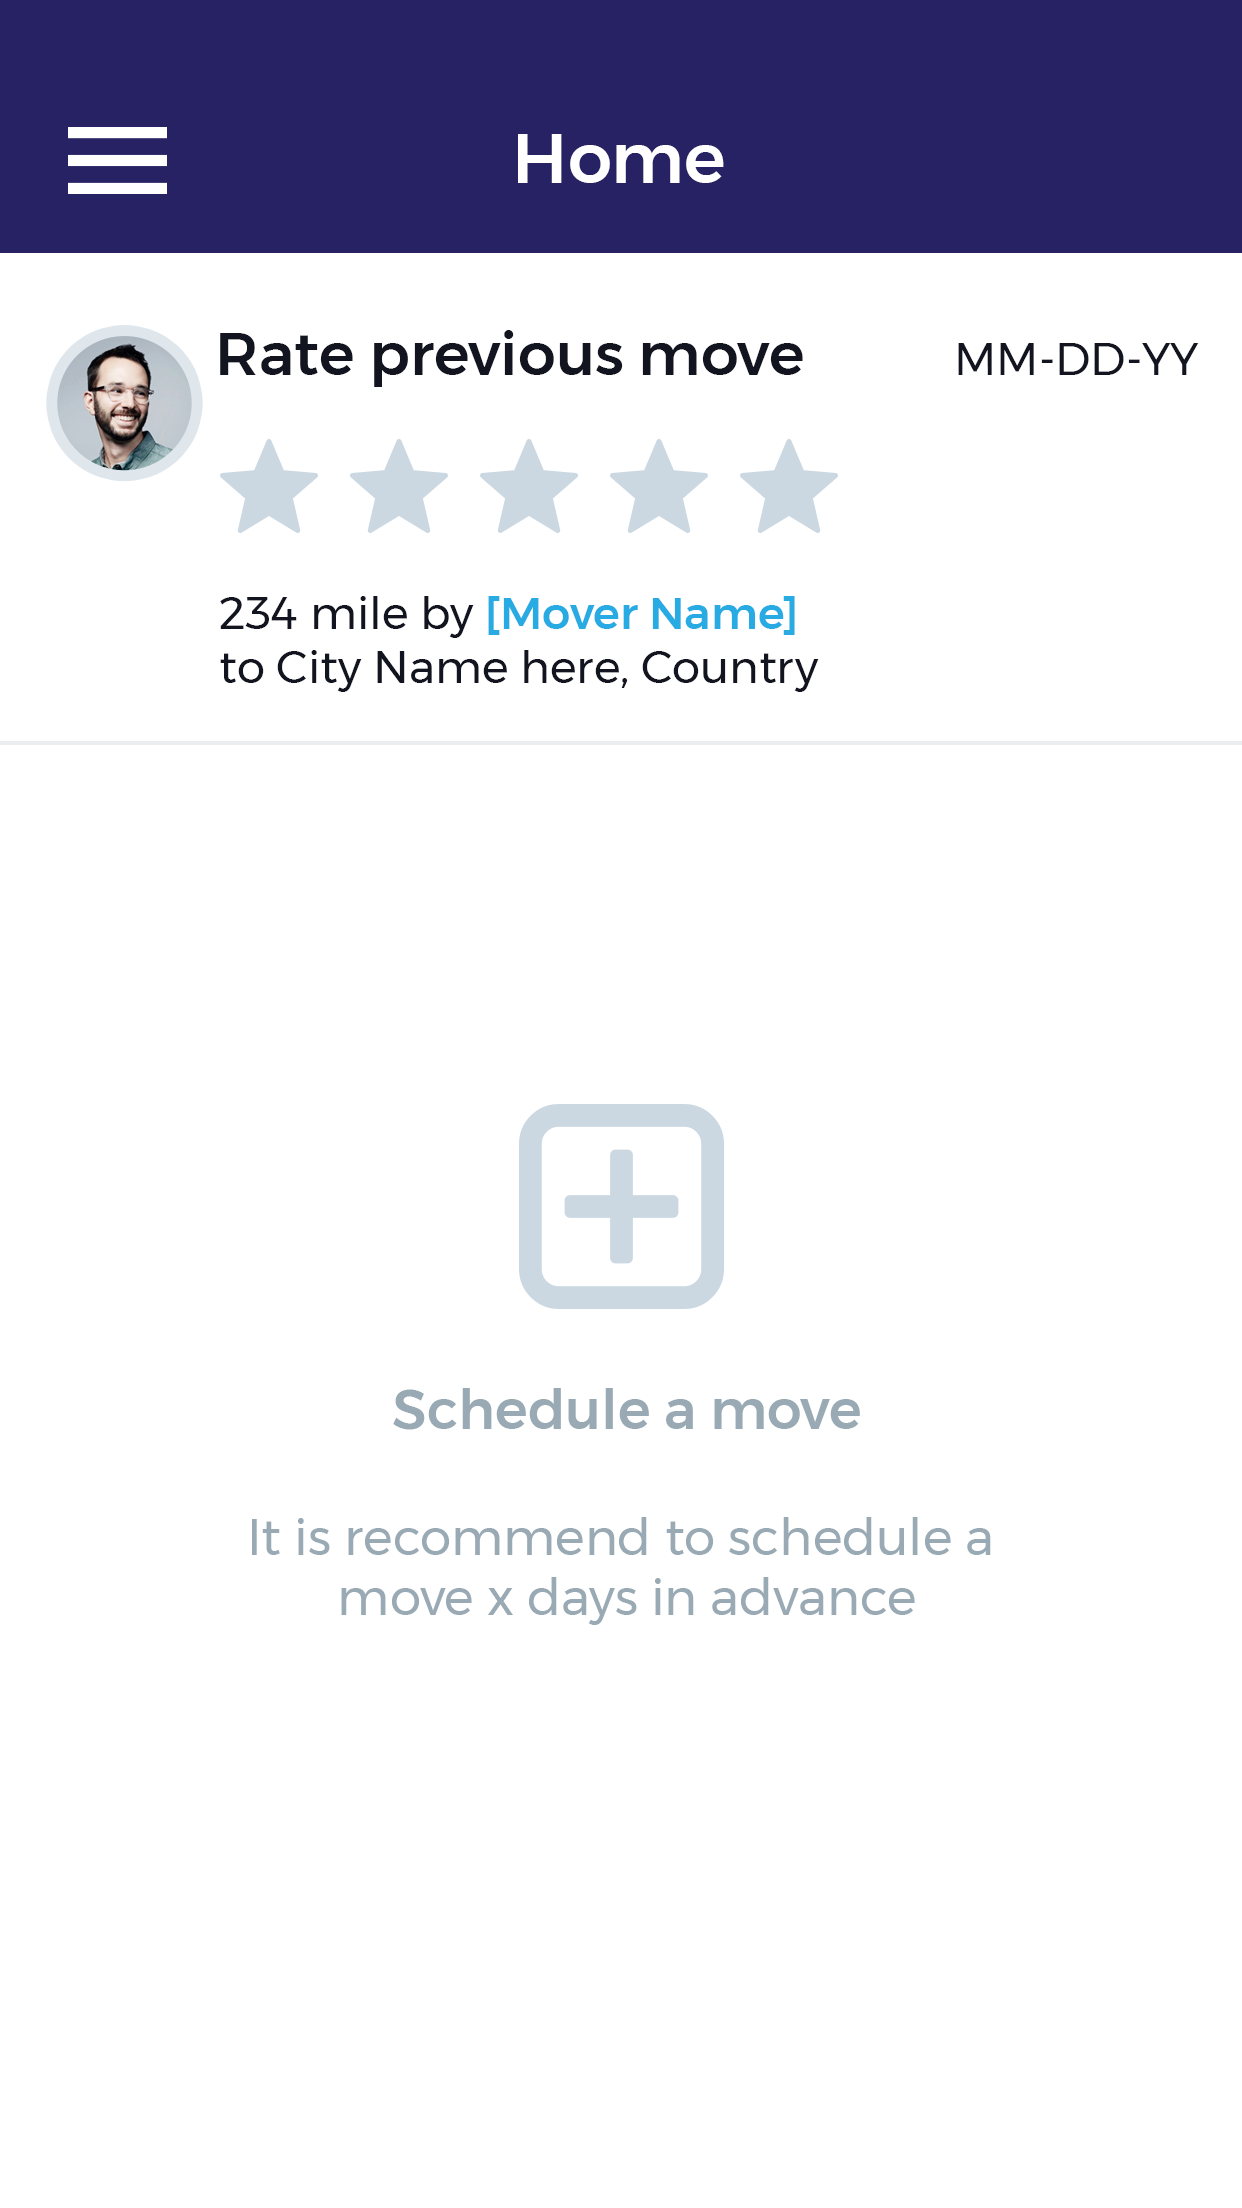 Home
Rate previous move
MM-DD-YY
234 mile by [Mover Name]
to City Name here, Country
Schedule a move
It is recommend to schedule a
move x days in advance